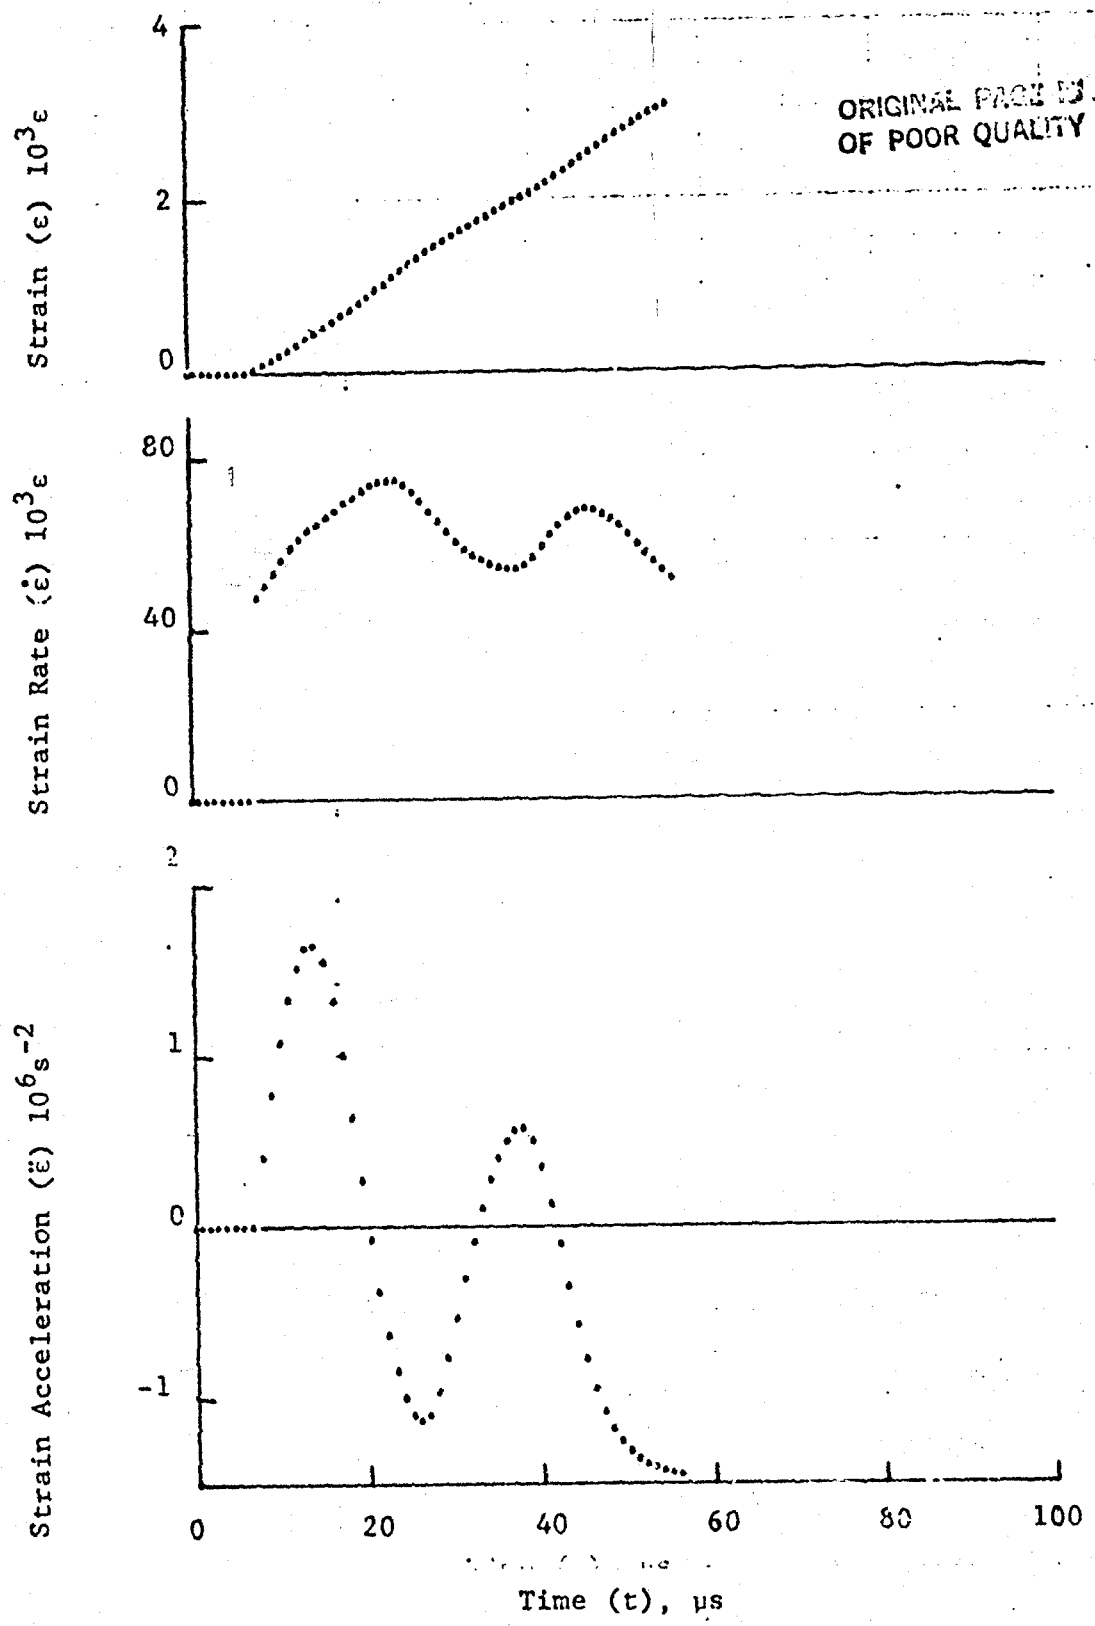 4
ORIGINAL PAGE IS
OF POOR QUALITY
Strain (ε) 10³ε
2
0
80
Strain Rate (ε̇) 10³ε
40
0
2
1
Strain Acceleration (ε̈) 10⁶s⁻²
0
-1
0 20 40 60 80 100
Time (t), μs